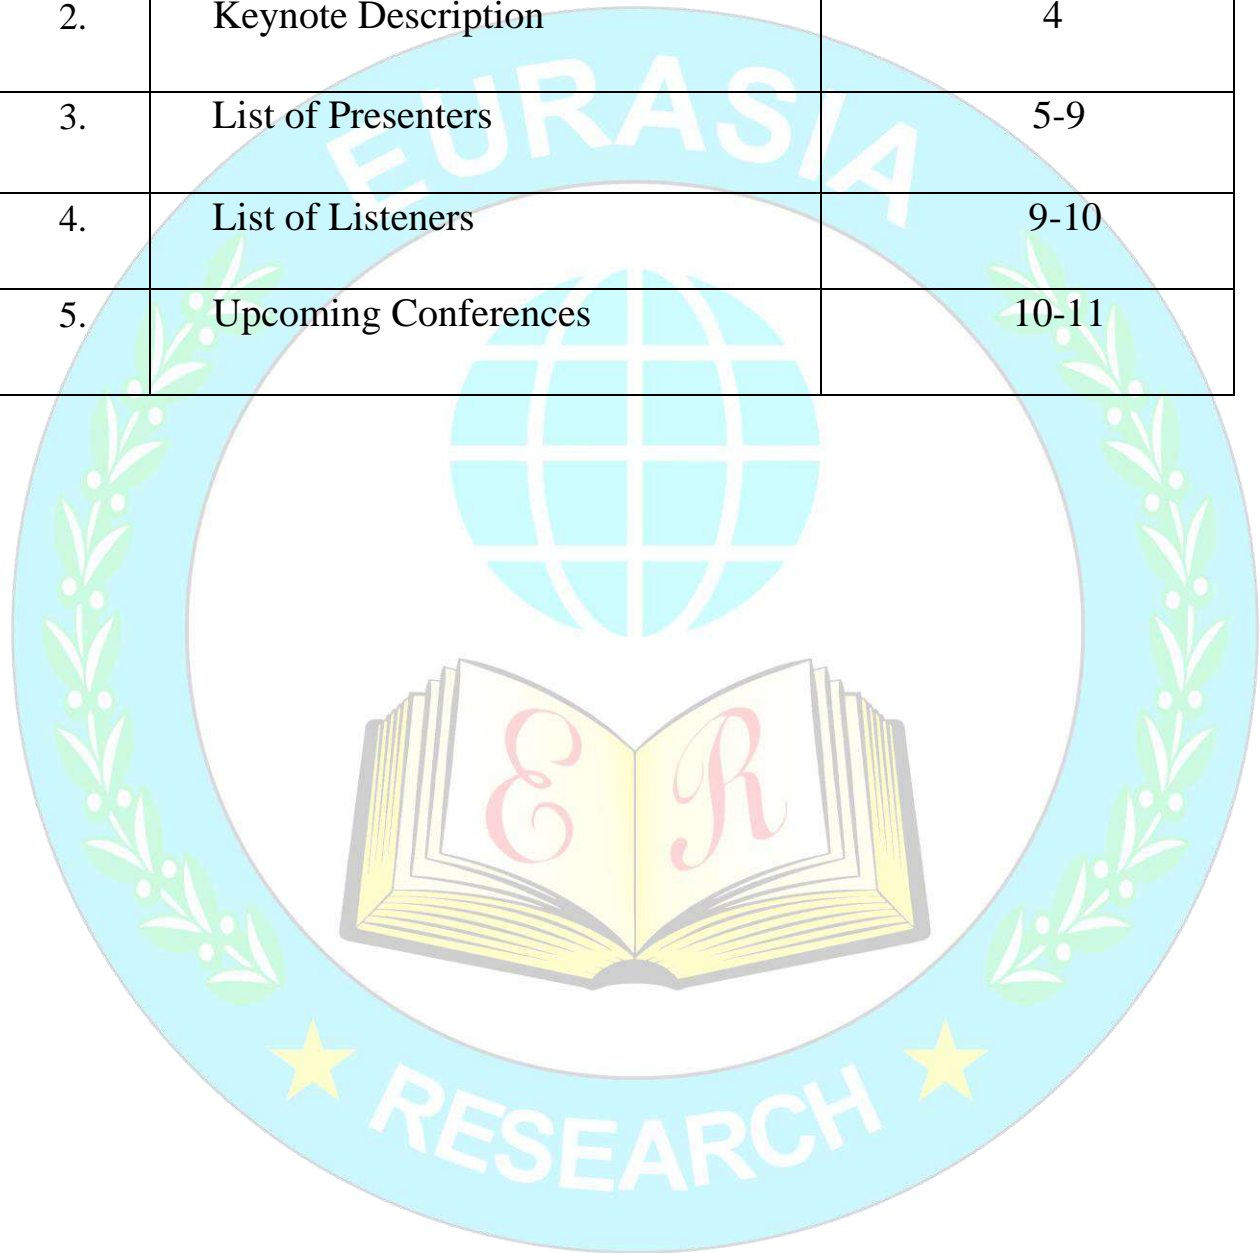 2. Keynote Description 4
3. List of Presenters 5-9
4. List of Listeners 9-10
5. Upcoming Conferences 10-11
EURASIA
E R
RESEARCH